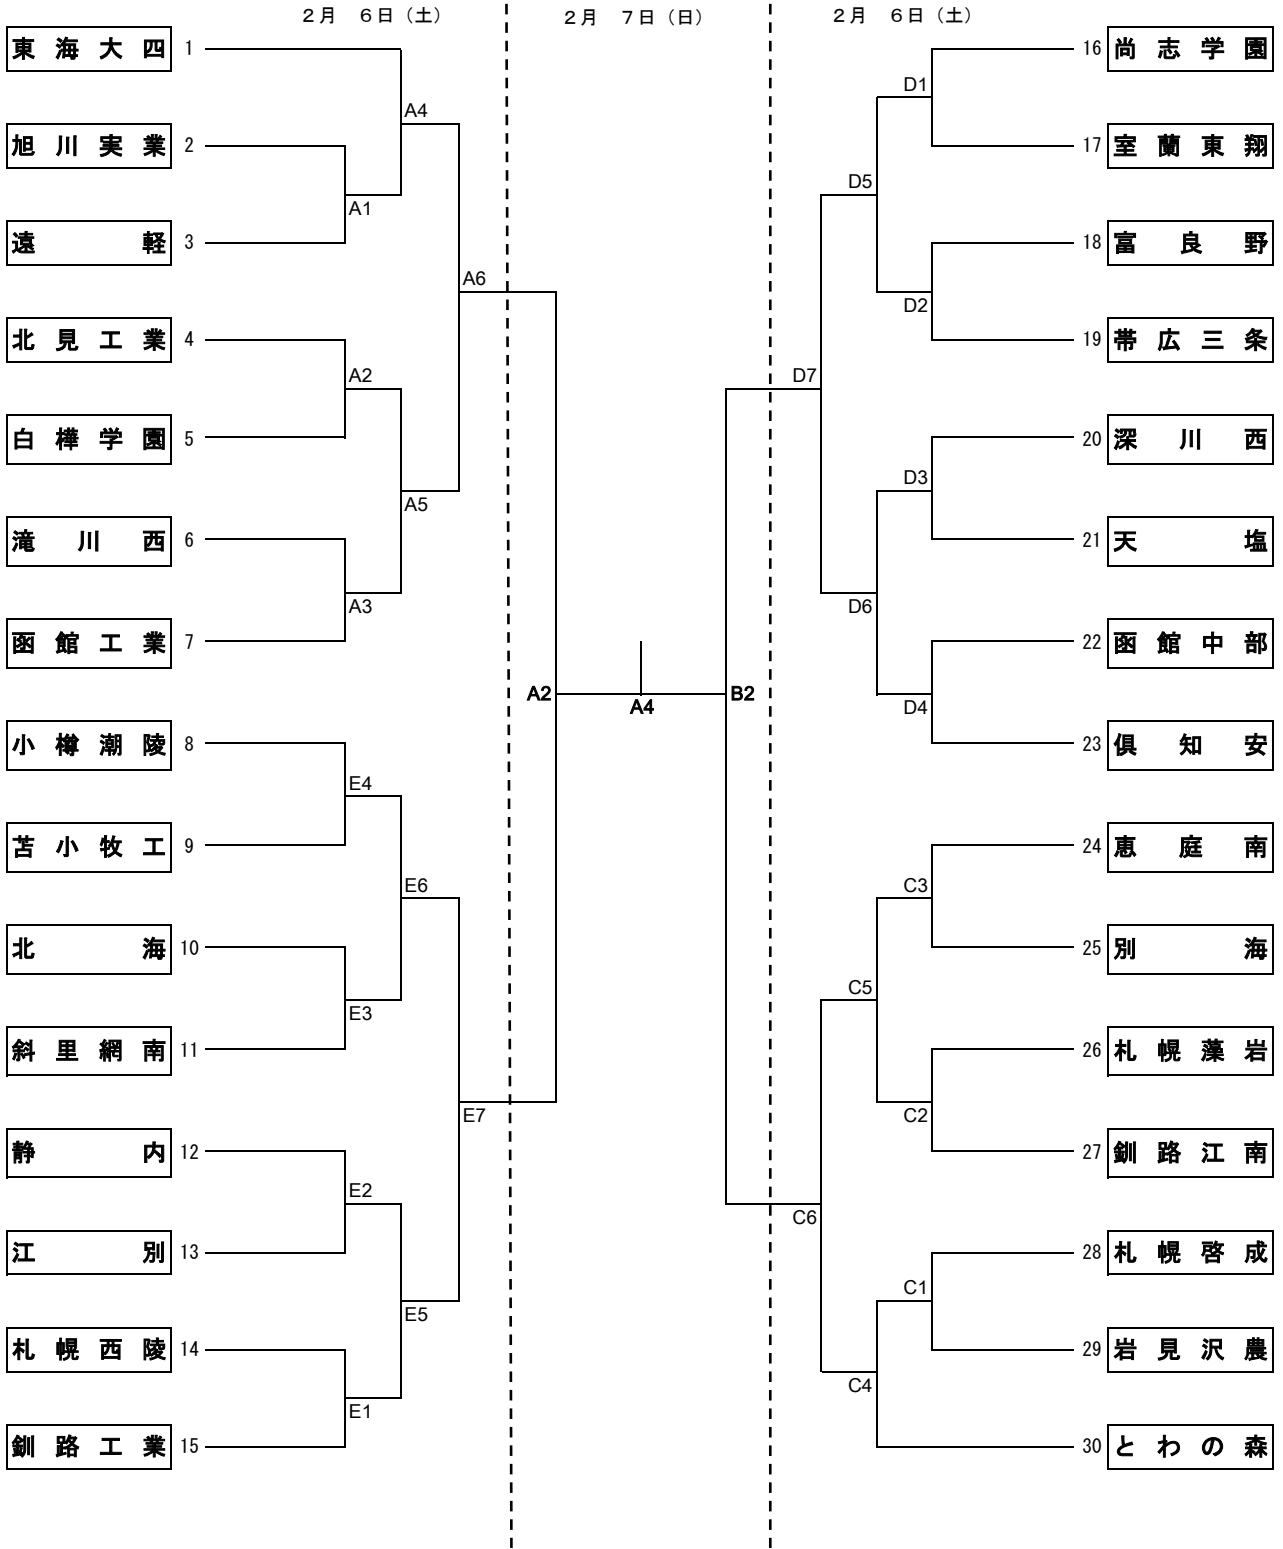 ２月　６日（土）
２月　７日（日）
２月　６日（土）
東海大四 1
旭川実業 2
遠軽 3
北見工業 4
白樺学園 5
滝川西 6
函館工業 7
小樽潮陵 8
苫小牧工 9
北海 10
斜里網南 11
静内 12
江別 13
札幌西陵 14
釧路工業 15
A4
A1
A6
A2
A5
A3
E4
E6
E3
E7
E2
E5
E1
A2
A4
B2
D1
D5
D2
D7
D3
D6
D4
C3
C5
C2
C6
C1
C4
16 尚志学園
17 室蘭東翔
18 富良野
19 帯広三条
20 深川西
21 天塩
22 函館中部
23 倶知安
24 恵庭南
25 別海
26 札幌藻岩
27 釧路江南
28 札幌啓成
29 岩見沢農
30 とわの森